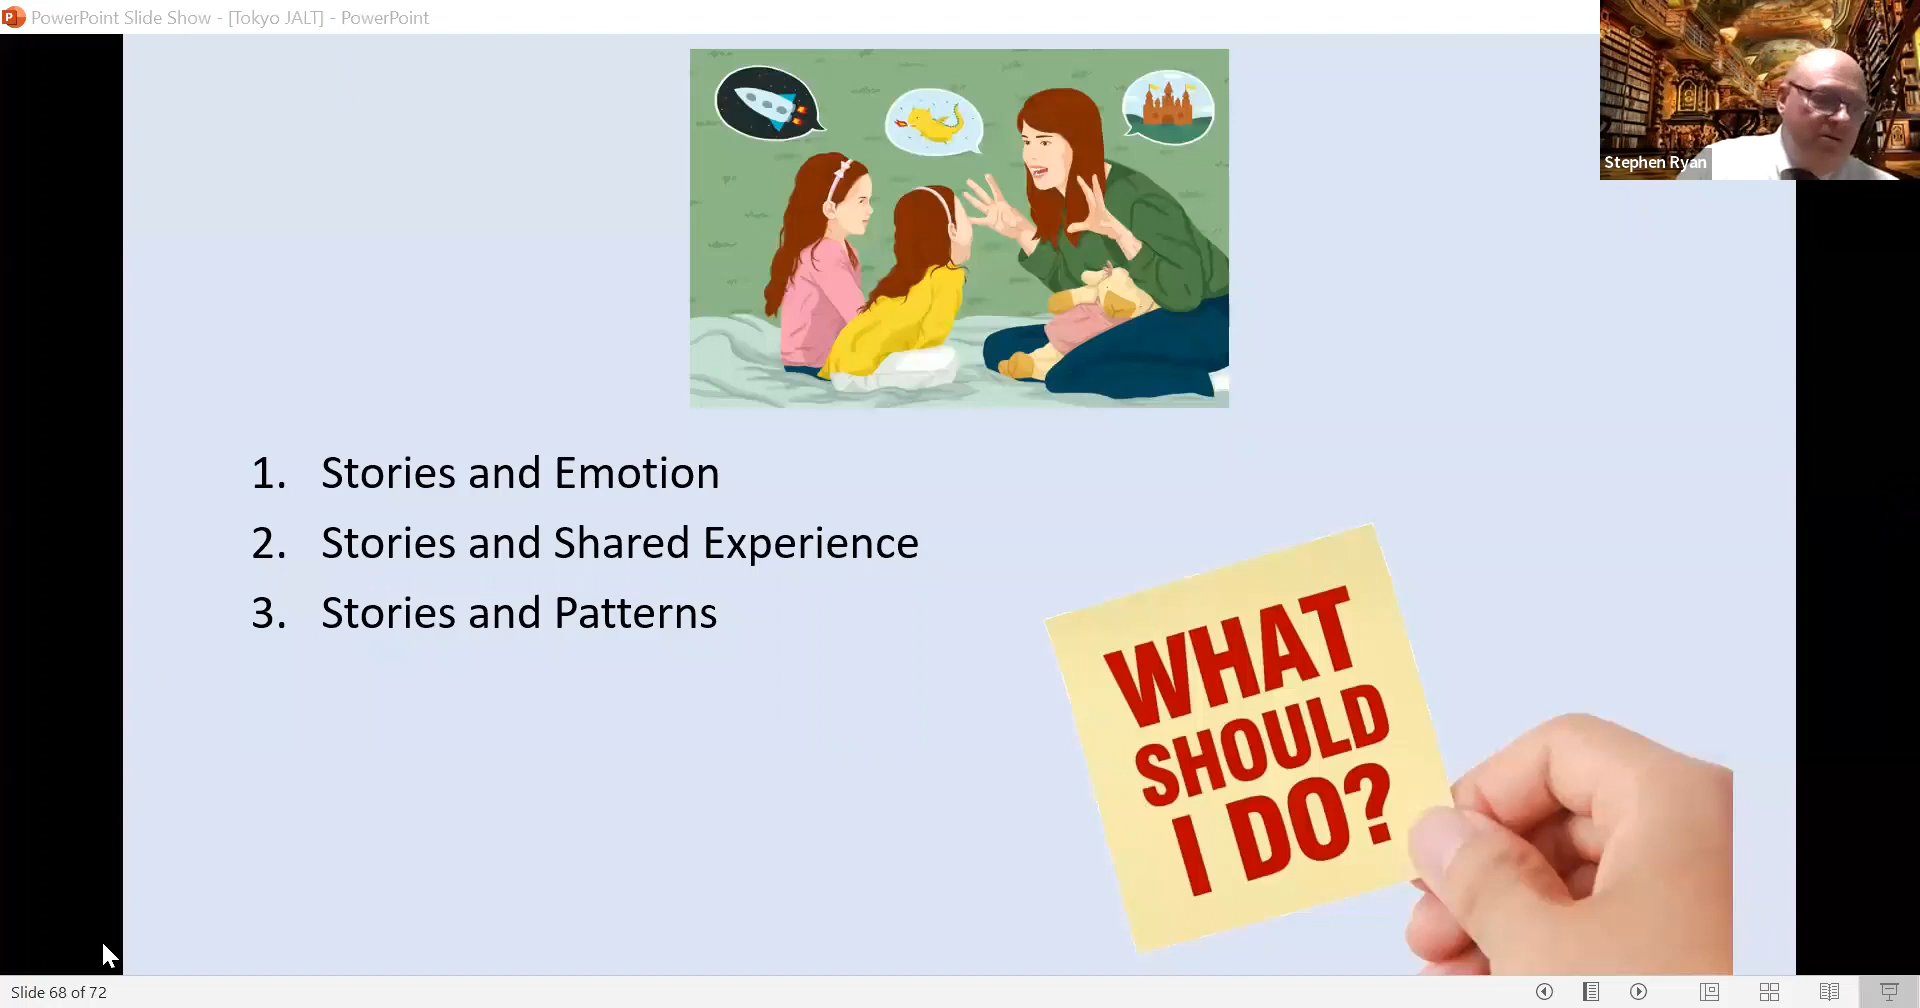 PowerPoint Slide Show - [Tokyo JALT] - PowerPoint
Stephen Ryan
1. Stories and Emotion
2. Stories and Shared Experience
3. Stories and Patterns
WHAT
SHOULD
I DO?
Slide 68 of 72